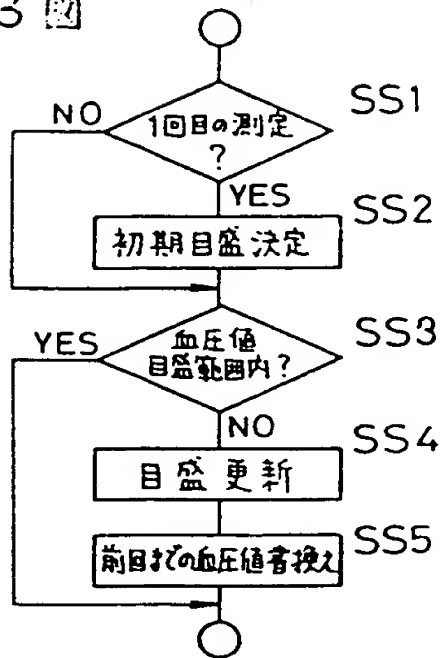 3 図
SS1
NO
1回目の測定
?
YES
SS2
初期目盛決定
SS3
YES
血圧値
目盛範囲内?
NO
SS4
目盛更新
SS5
前回までの血圧値書換え